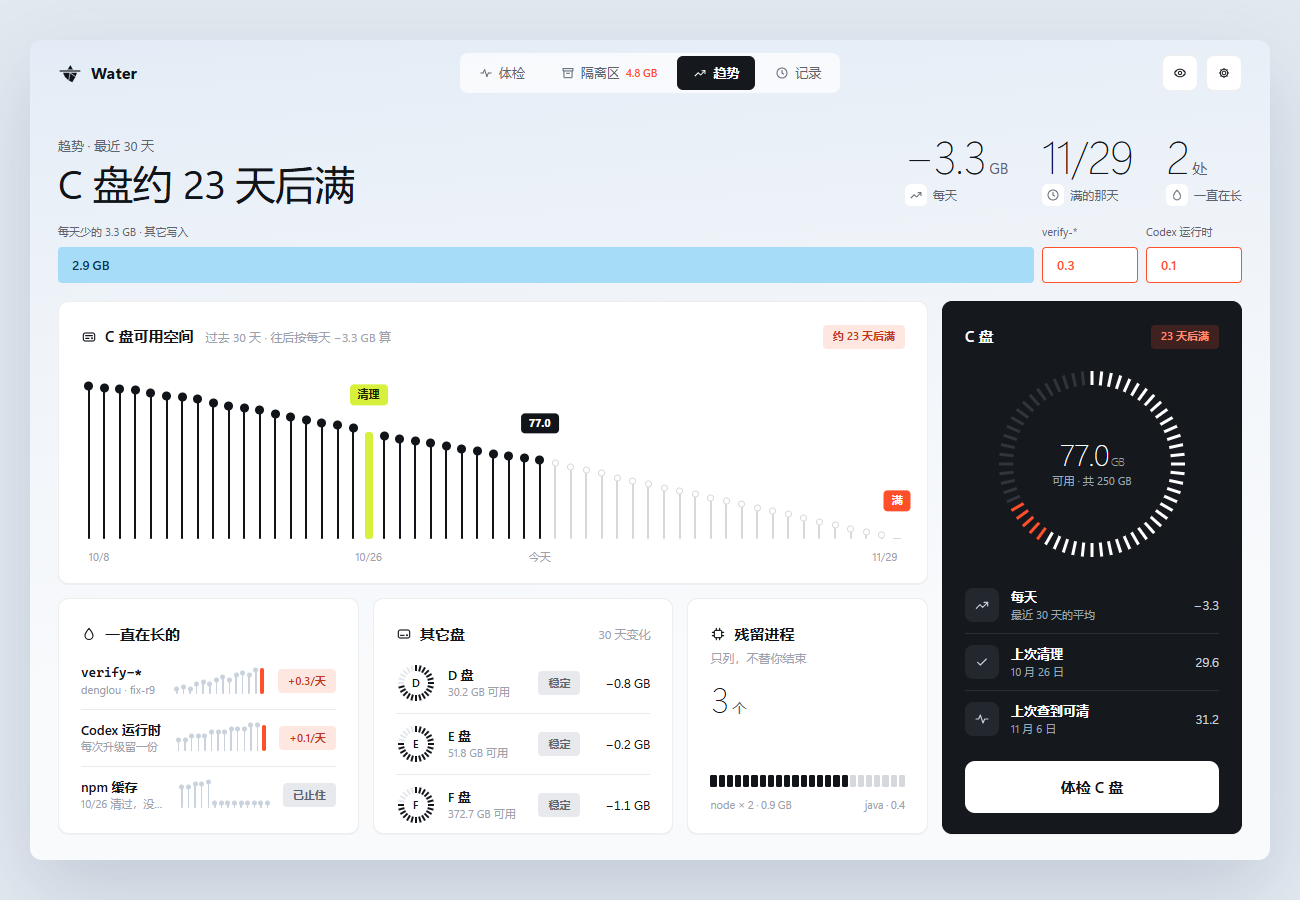 Water
体检
隔离区 4.8 GB
趋势
记录
趋势 · 最近 30 天
C 盘约 23 天后满
−3.3 GB
每天
11/29
满的那天
2 处
一直在长
每天少的 3.3 GB · 其它写入
verify-*
Codex 运行时
2.9 GB
0.3
0.1
C 盘可用空间 过去 30 天 · 往后按每天 −3.3 GB 算
约 23 天后满
清理
77.0
满
10/8
10/26
今天
11/29
C 盘
23 天后满
77.0 GB
可用 · 共 250 GB
每天
最近 30 天的平均
−3.3
上次清理
10 月 26 日
29.6
上次查到可清
11 月 6 日
31.2
体检 C 盘
一直在长的
verify-*
denglou · fix-r9
+0.3/天
Codex 运行时
每次升级留一份
+0.1/天
npm 缓存
10/26 清过，没...
已止住
其它盘
30 天变化
D
D 盘
30.2 GB 可用
稳定
−0.8 GB
E
E 盘
51.8 GB 可用
稳定
−0.2 GB
F
F 盘
372.7 GB 可用
稳定
−1.1 GB
残留进程
只列，不替你结束
3 个
node × 2 · 0.9 GB
java · 0.4